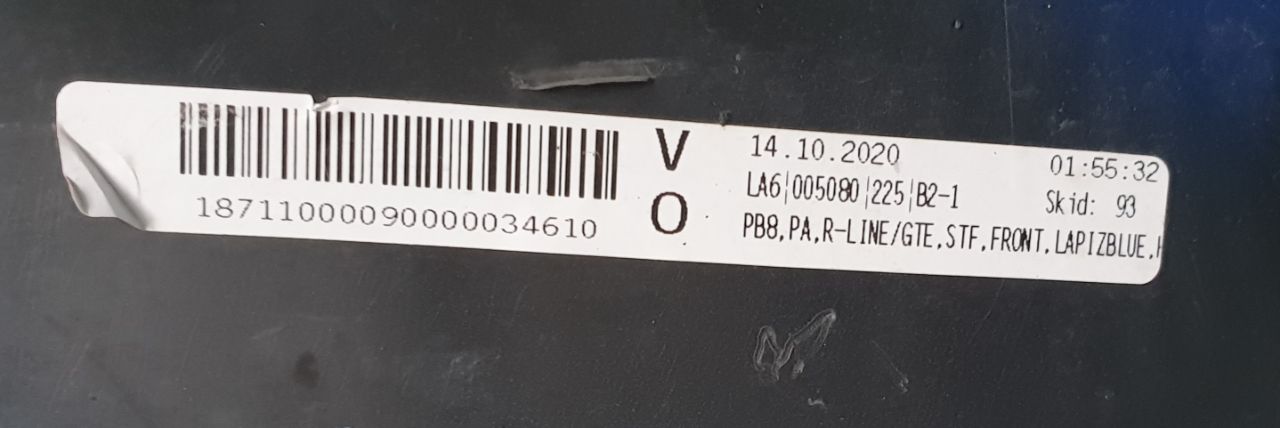 187110000090000034610
V
O
14.10.2020 01:55:32
LA6|005080|225|B2-1 Skid: 93
PB8,PA,R-LINE/GTE,STF,FRONT,LAPIZBLUE,